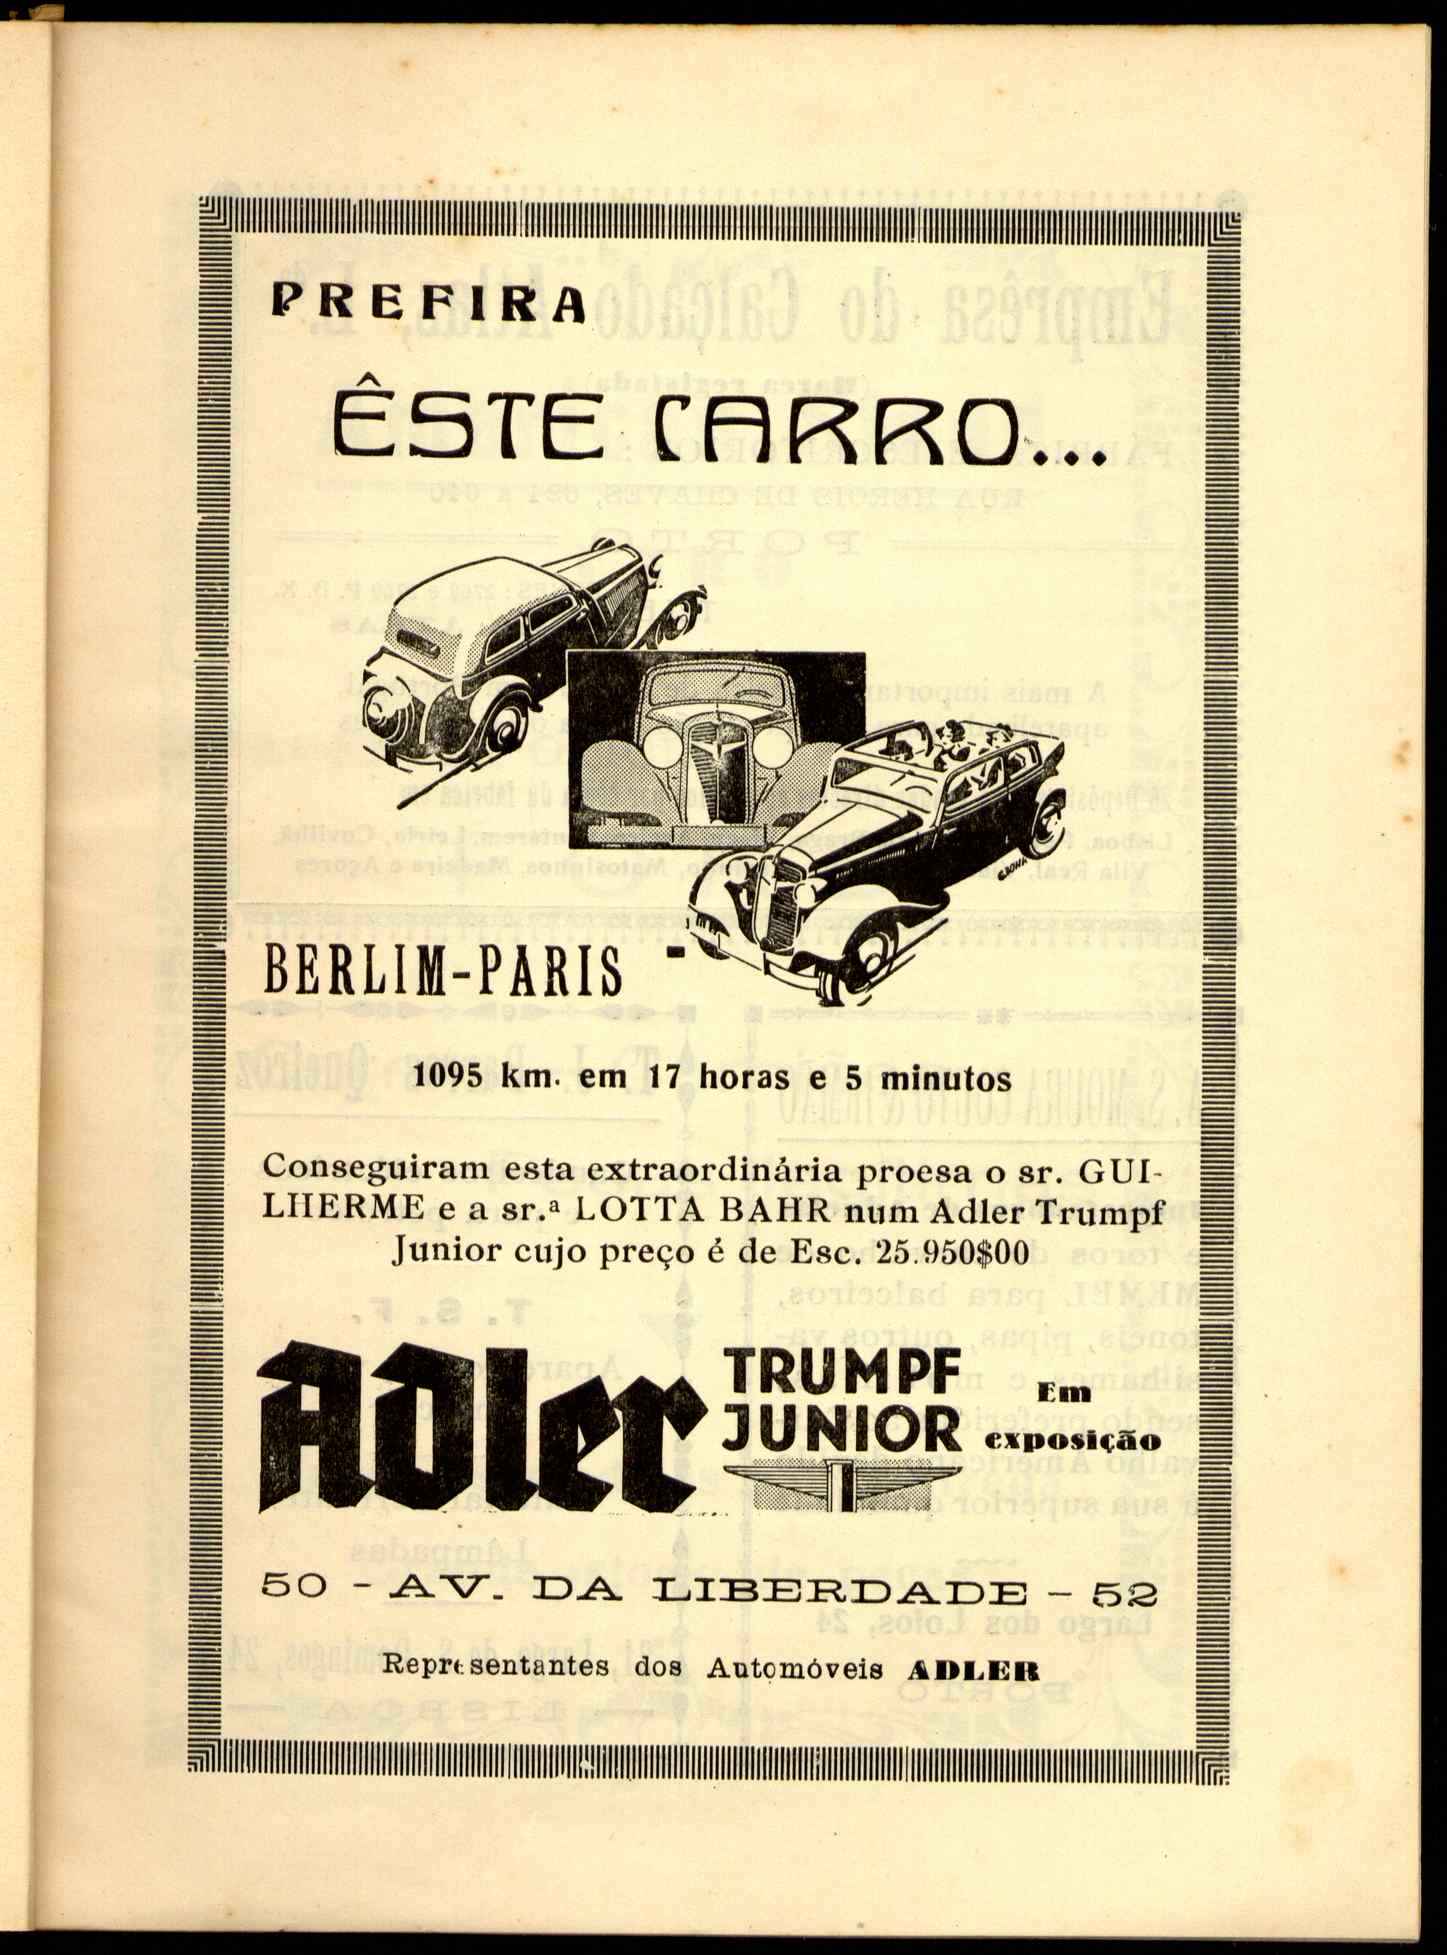 PREFIRA
ÊSTE CARRO...
BERLIM-PARIS
1095 km. em 17 horas e 5 minutos
Conseguiram esta extraordinária proesa o sr. GUI-
LHERME e a sr.ª LOTTA BAHR num Adler Trumpf
Junior cujo preço é de Esc. 25.950$00
Adler TRUMPF
JUNIOR
Em
exposição
50 - AV. DA LIBERDADE - 52
Representantes dos Automóveis ADLER